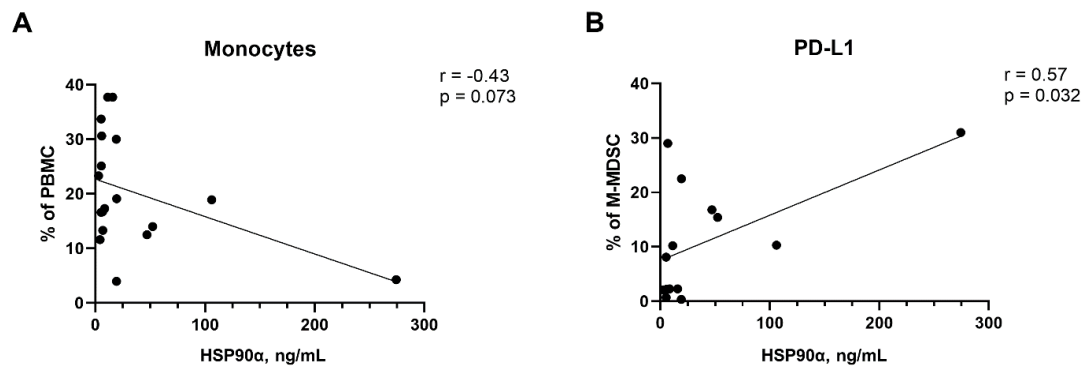 A
Monocytes
r = -0.43
p = 0.073
% of PBMC
40
30
20
10
0
0 100 200 300
HSP90α, ng/mL
B
PD-L1
r = 0.57
p = 0.032
% of M-MDSC
40
30
20
10
0
0 100 200 300
HSP90α, ng/mL